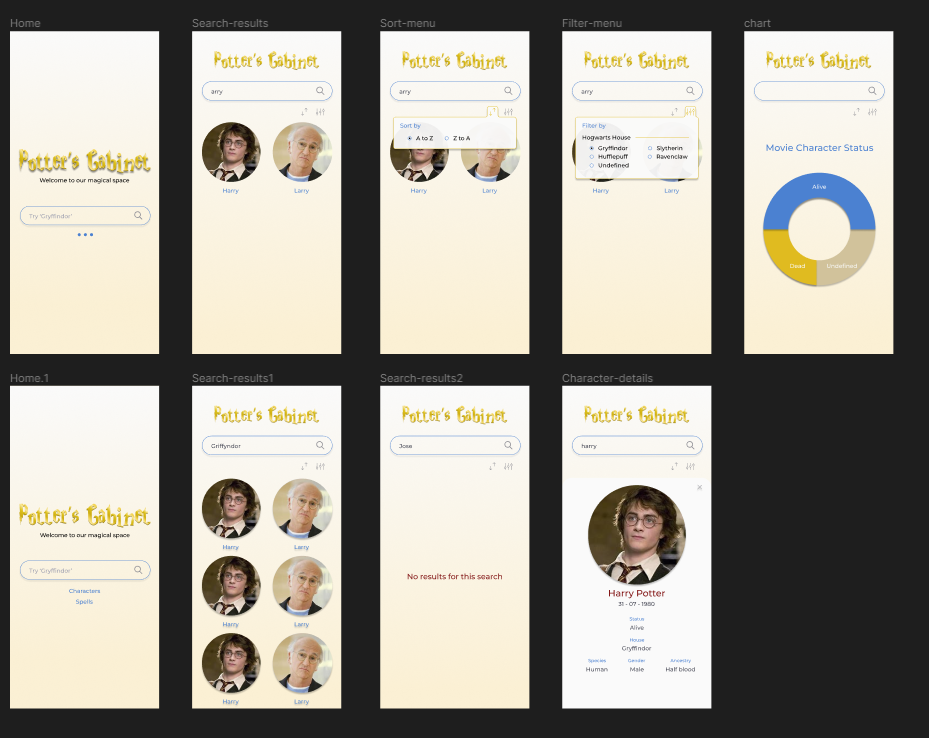 Home
Potter's Cabinet
Welcome to our magical space
Try 'Gryffindor'
Search-results
Potter's Cabinet
arry
Harry Larry
Sort-menu
Potter's Cabinet
arry
Sort by
A to Z Z to A
Harry Larry
Filter-menu
Potter's Cabinet
arry
Filter by
Hogwarts House
Gryffindor Slytherin
Hufflepuff Ravenclaw
Undefined
Harry Larry
chart
Potter's Cabinet
Movie Character Status
Alive
Dead Undefined
Home.1
Potter's Cabinet
Welcome to our magical space
Try 'Gryffindor'
Characters
Spells
Search-results1
Potter's Cabinet
Griffyndor
Harry Larry
Harry Larry
Harry Larry
Search-results2
Potter's Cabinet
Jose
No results for this search
Character-details
Potter's Cabinet
harry
Harry Potter
31 - 07 - 1980
Status
Alive
House
Gryffindor
Species Gender Ancestry
Human Male Half blood